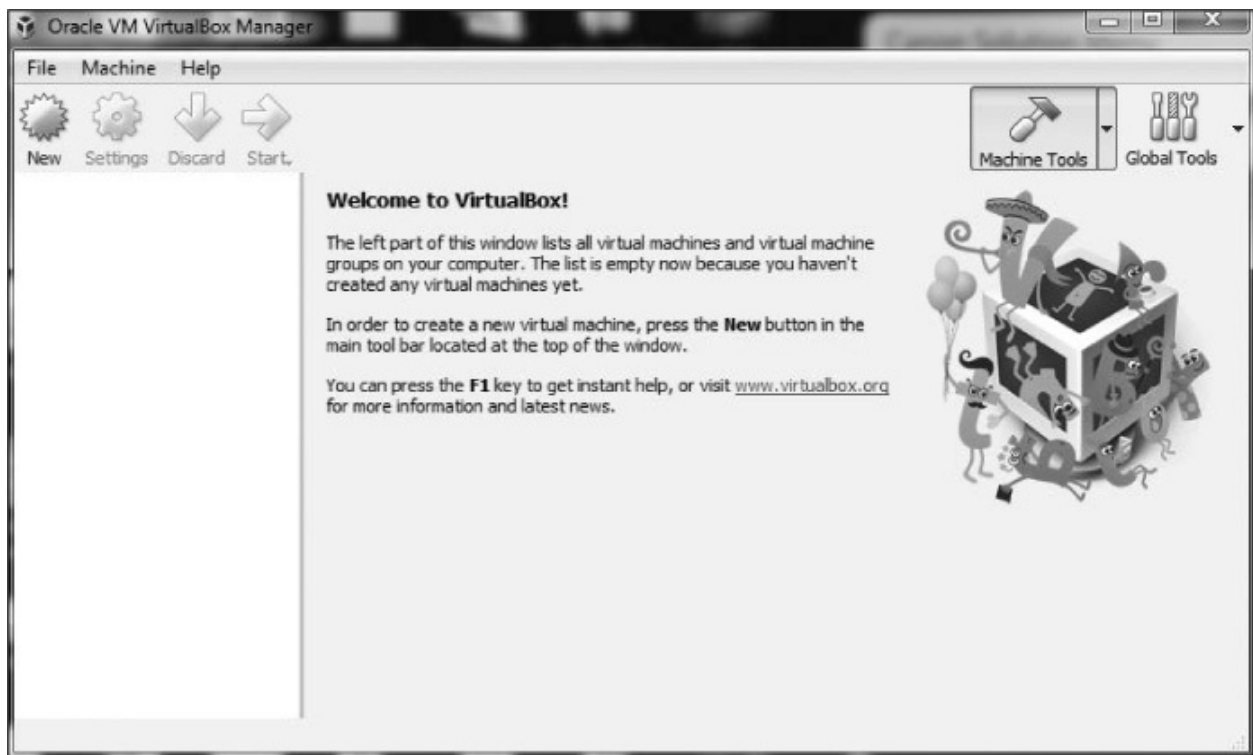 Oracle VM VirtualBox Manager
File Machine Help
New Settings Discard Start
Machine Tools Global Tools
Welcome to VirtualBox!
The left part of this window lists all virtual machines and virtual machine
groups on your computer. The list is empty now because you haven't
created any virtual machines yet.
In order to create a new virtual machine, press the New button in the
main tool bar located at the top of the window.
You can press the F1 key to get instant help, or visit www.virtualbox.org
for more information and latest news.